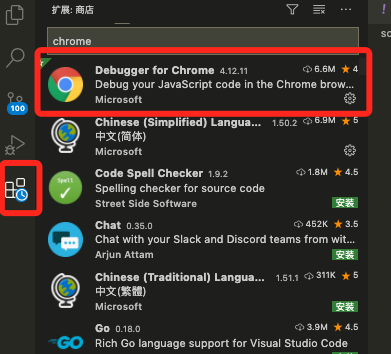 扩展: 商店
chrome
Debugger for Chrome 4.12.11 6.6M 4
Debug your JavaScript code in the Chrome brow...
Microsoft
Chinese (Simplified) Langua... 1.50.2 6.9M 5
中文(简体)
Microsoft
100
Code Spell Checker 1.9.2 1.8M 4.5
Spelling checker for source code
Street Side Software 安装
Spell
Chat 0.35.0 452K 3.5
Chat with your Slack and Discord teams from wit...
Arjun Attam 安装
Chinese (Traditional) Langua... 1.51.1 311K 5
中文(繁體)
Microsoft 安装
Go 0.18.0 3.9M 4.5
Rich Go language support for Visual Studio Code
GO